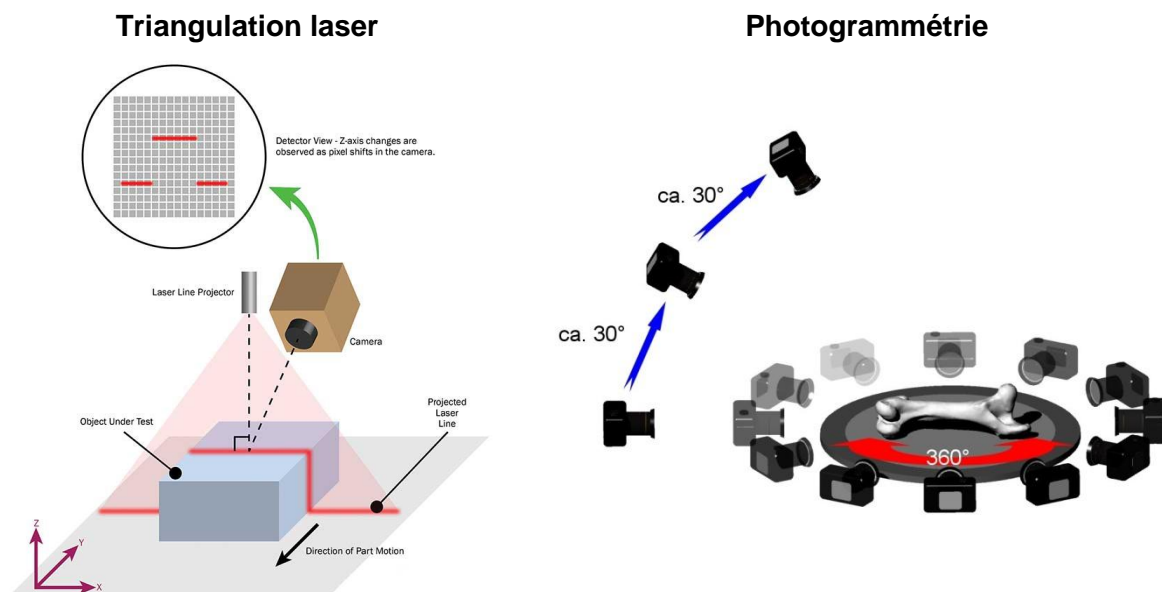 Triangulation laser
Photogrammétrie
Detector View - Z-axis changes are
observed as pixel shifts in the camera.
Laser Line Projector
Camera
Object Under Test
Projected
Laser
Line
Direction of Part Motion
Z
Y
X
ca. 30°
ca. 30°
360°